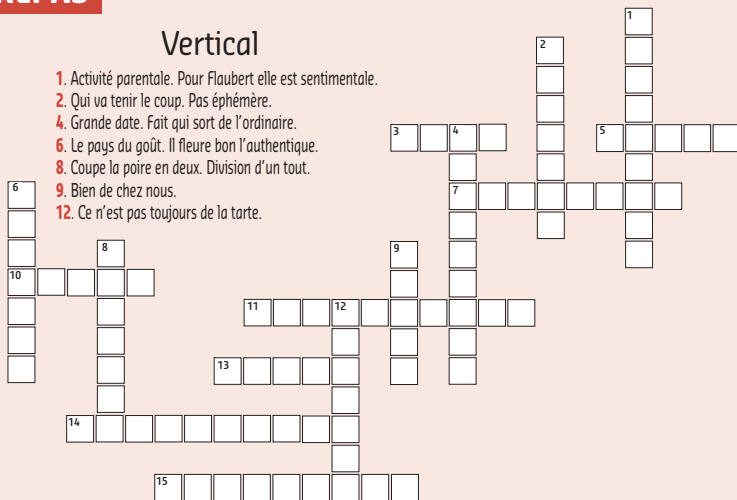 Vertical
1. Activité parentale. Pour Flaubert elle est sentimentale.
2. Qui va tenir le coup. Pas éphémère.
4. Grande date. Fait qui sort de l'ordinaire.
6. Le pays du goût. Il fleure bon l'authentique.
8. Coupe la poire en deux. Division d'un tout.
9. Bien de chez nous.
12. Ce n'est pas toujours de la tarte.
1
2
3 4 5
6
7
8 9
10
11 12
13
14
15